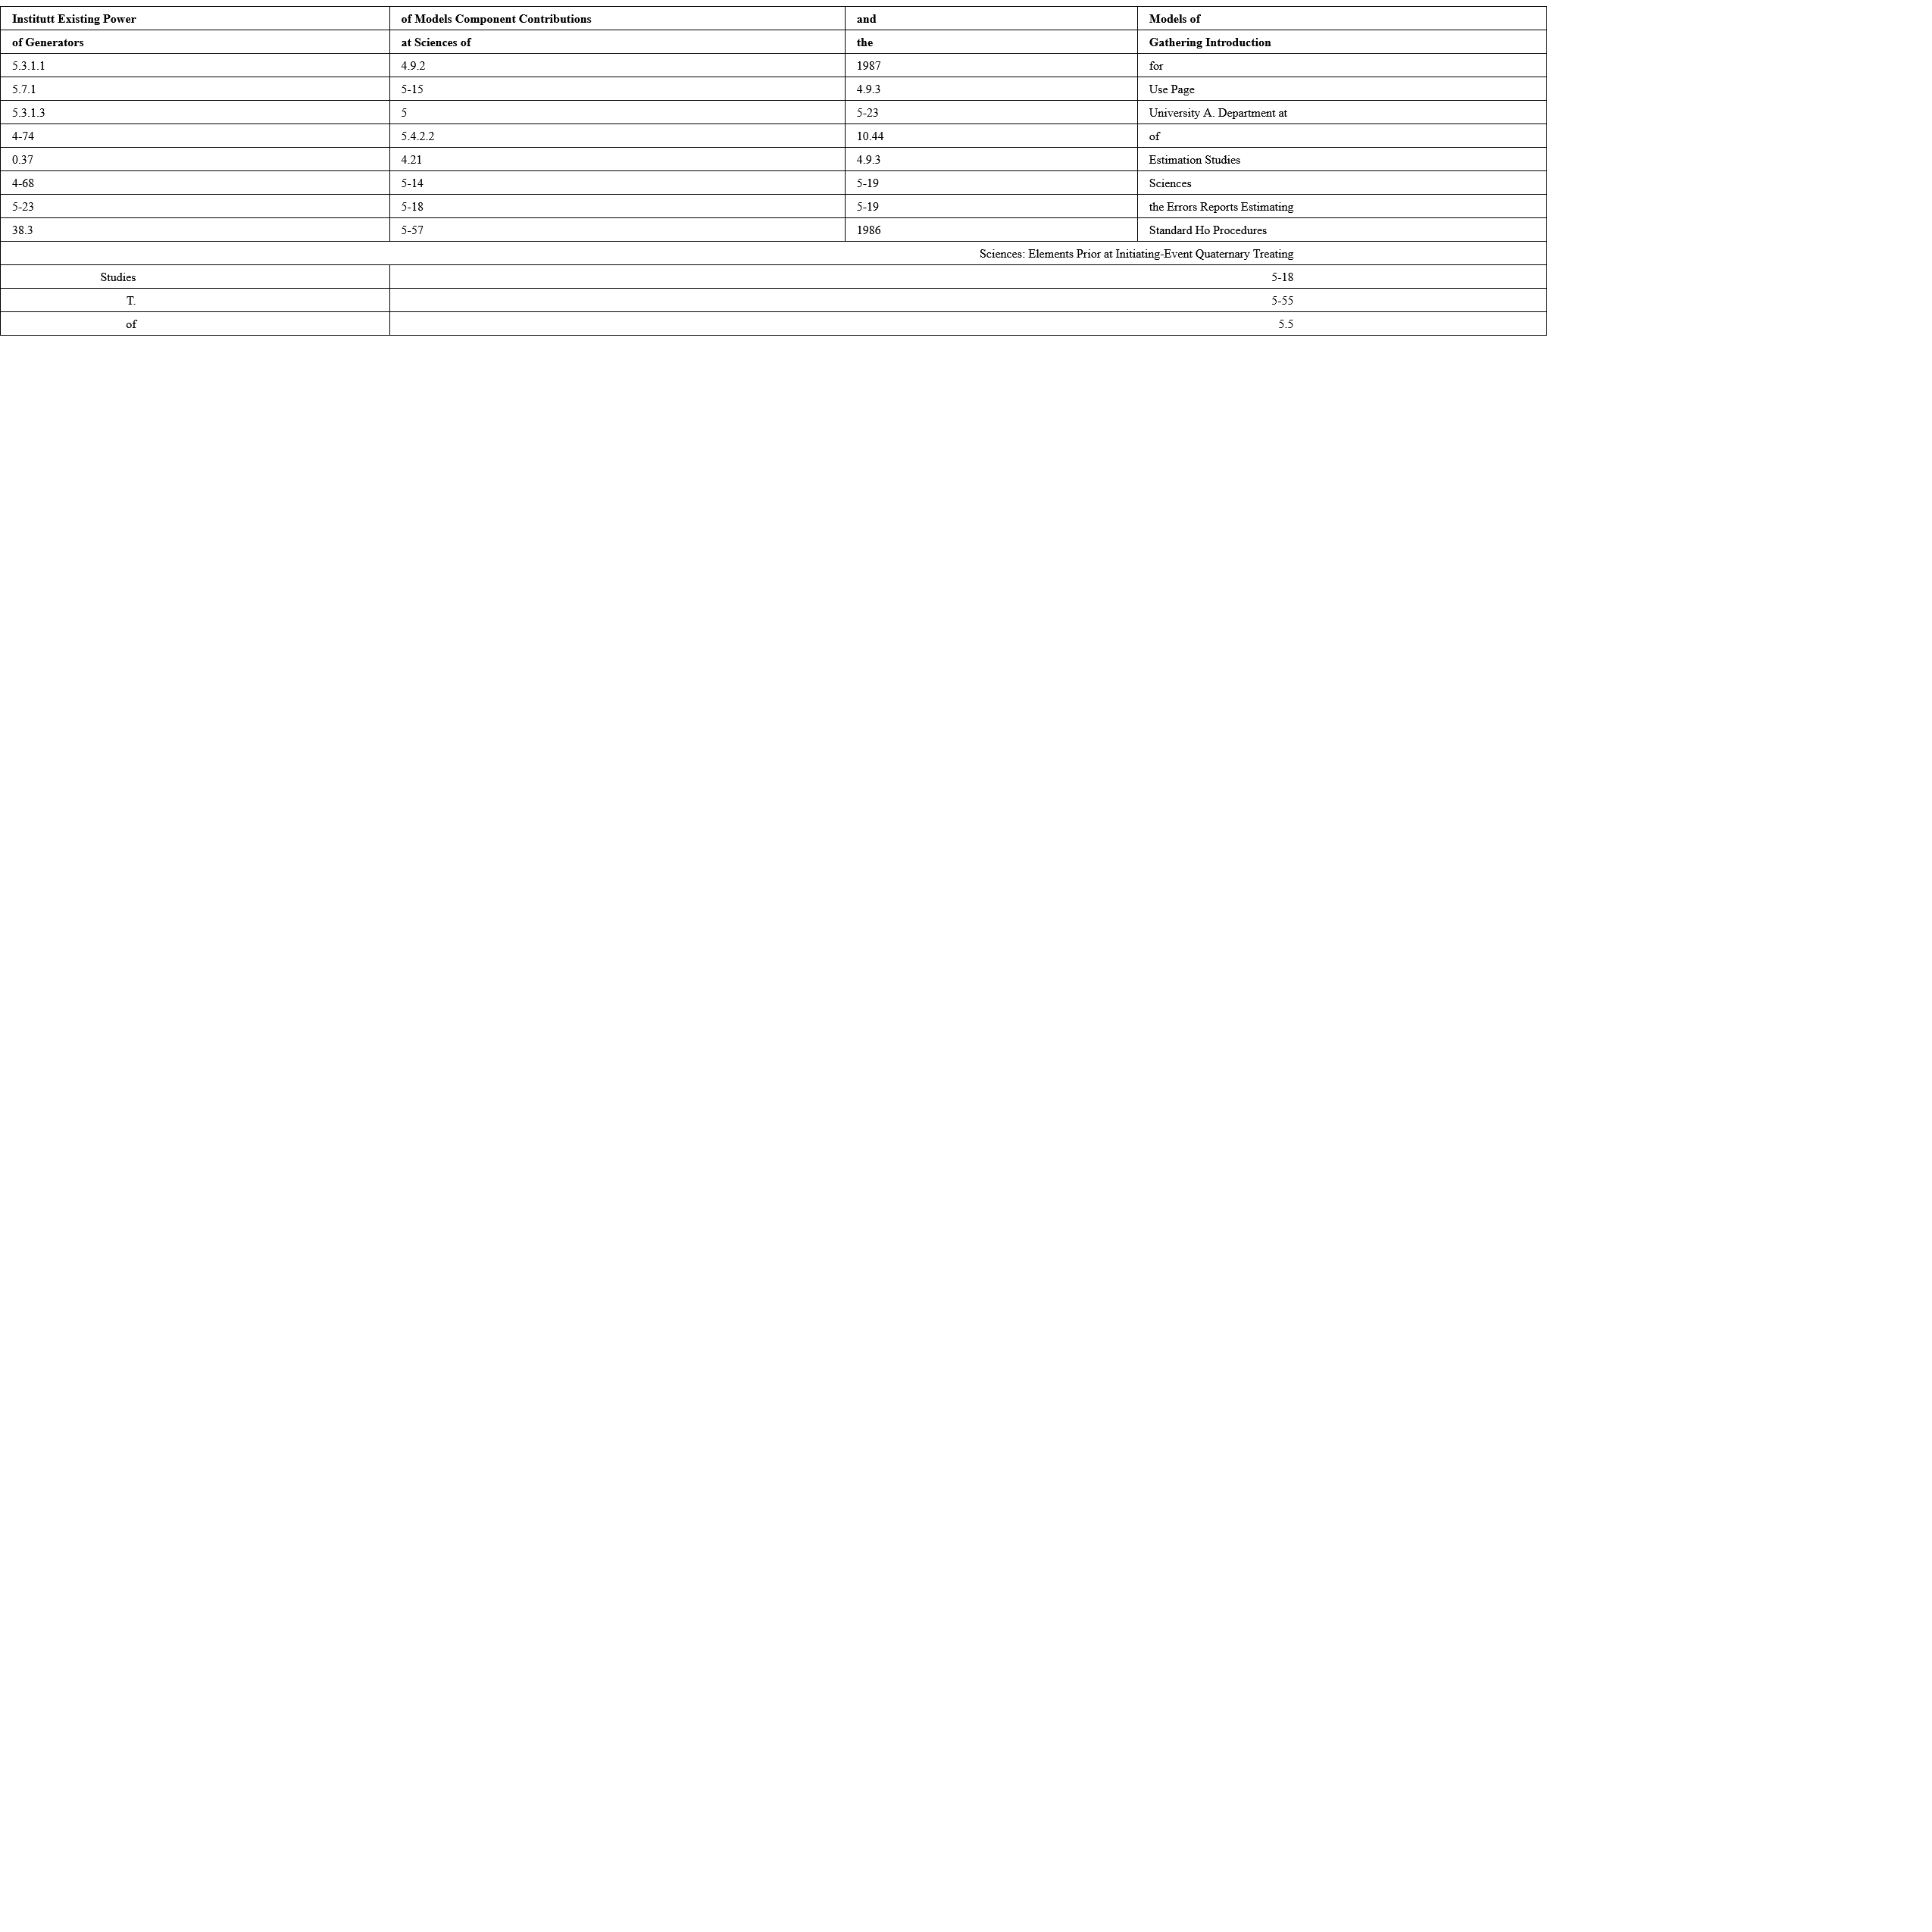 Institutt Existing Power of Models Component Contributions and Models of
of Generators at Sciences of the Gathering Introduction
5.3.1.1 4.9.2 1987 for
5.7.1 5-15 4.9.3 Use Page
5.3.1.3 5 5-23 University A. Department at
4-74 5.4.2.2 10.44 of
0.37 4.21 4.9.3 Estimation Studies
4-68 5-14 5-19 Sciences
5-23 5-18 5-19 the Errors Reports Estimating
38.3 5-57 1986 Standard Ho Procedures
Sciences: Elements Prior at Initiating-Event Quaternary Treating
Studies 5-18
T. 5-55
of 5.5